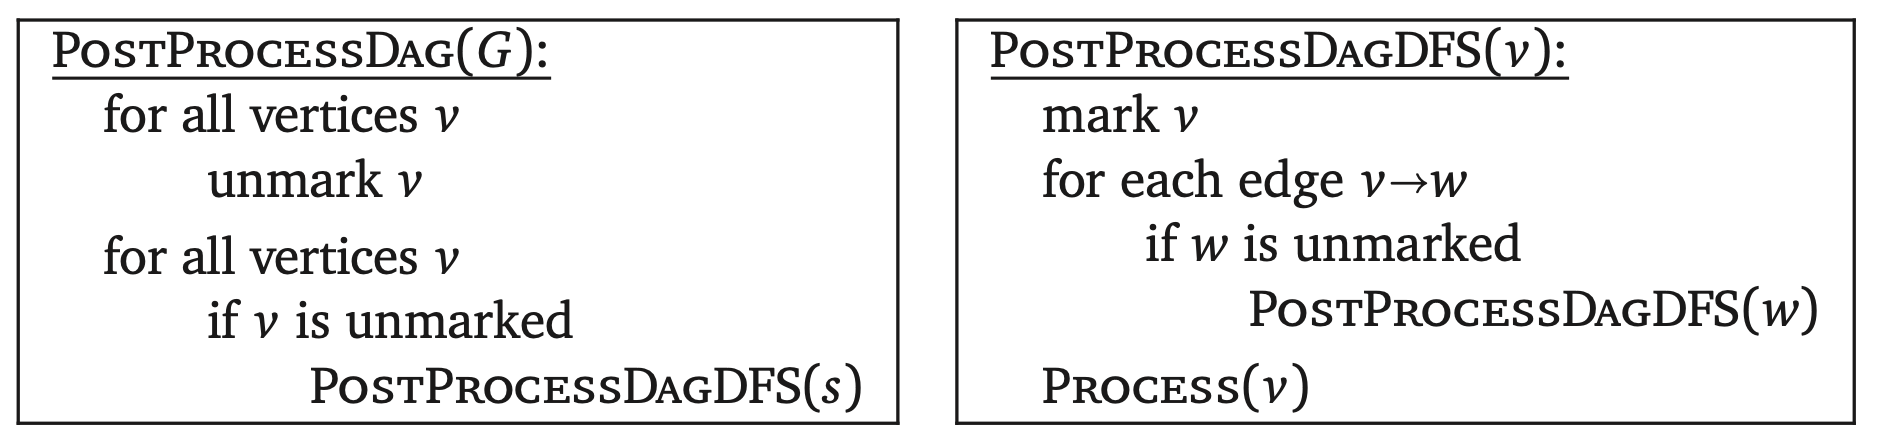 PostProcessDag(G):
for all vertices v
unmark v
for all vertices v
if v is unmarked
PostProcessDagDFS(s)
PostProcessDagDFS(v):
mark v
for each edge v→w
if w is unmarked
PostProcessDagDFS(w)
Process(v)